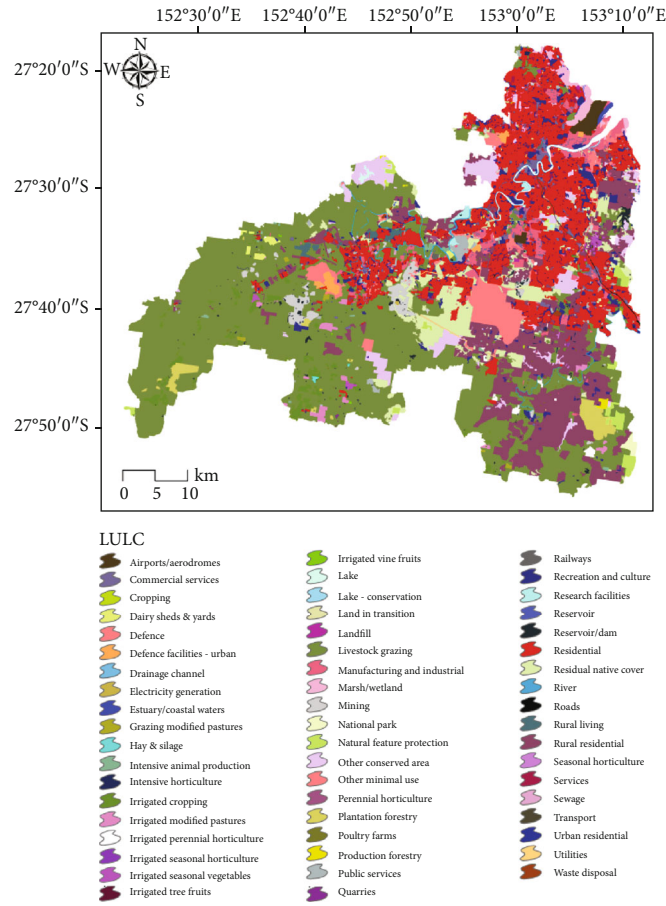 152°30′0″E 152°40′0″E 152°50′0″E 153°0′0″E 153°10′0″E
N
W E
S
27°20′0″S
27°30′0″S
27°40′0″S
27°50′0″S
km
0 5 10
LULC
Airports/aerodromes
Commercial services
Cropping
Dairy sheds & yards
Defence
Defence facilities - urban
Drainage channel
Electricity generation
Estuary/coastal waters
Grazing modified pastures
Hay & silage
Intensive animal production
Intensive horticulture
Irrigated cropping
Irrigated modified pastures
Irrigated perennial horticulture
Irrigated seasonal horticulture
Irrigated seasonal vegetables
Irrigated tree fruits
Irrigated vine fruits
Lake
Lake - conservation
Land in transition
Landfill
Livestock grazing
Manufacturing and industrial
Marsh/wetland
Mining
National park
Natural feature protection
Other conserved area
Other minimal use
Perennial horticulture
Plantation forestry
Poultry farms
Production forestry
Public services
Quarries
Railways
Recreation and culture
Research facilities
Reservoir
Reservoir/dam
Residential
Residual native cover
River
Roads
Rural living
Rural residential
Seasonal horticulture
Services
Sewage
Transport
Urban residential
Utilities
Waste disposal